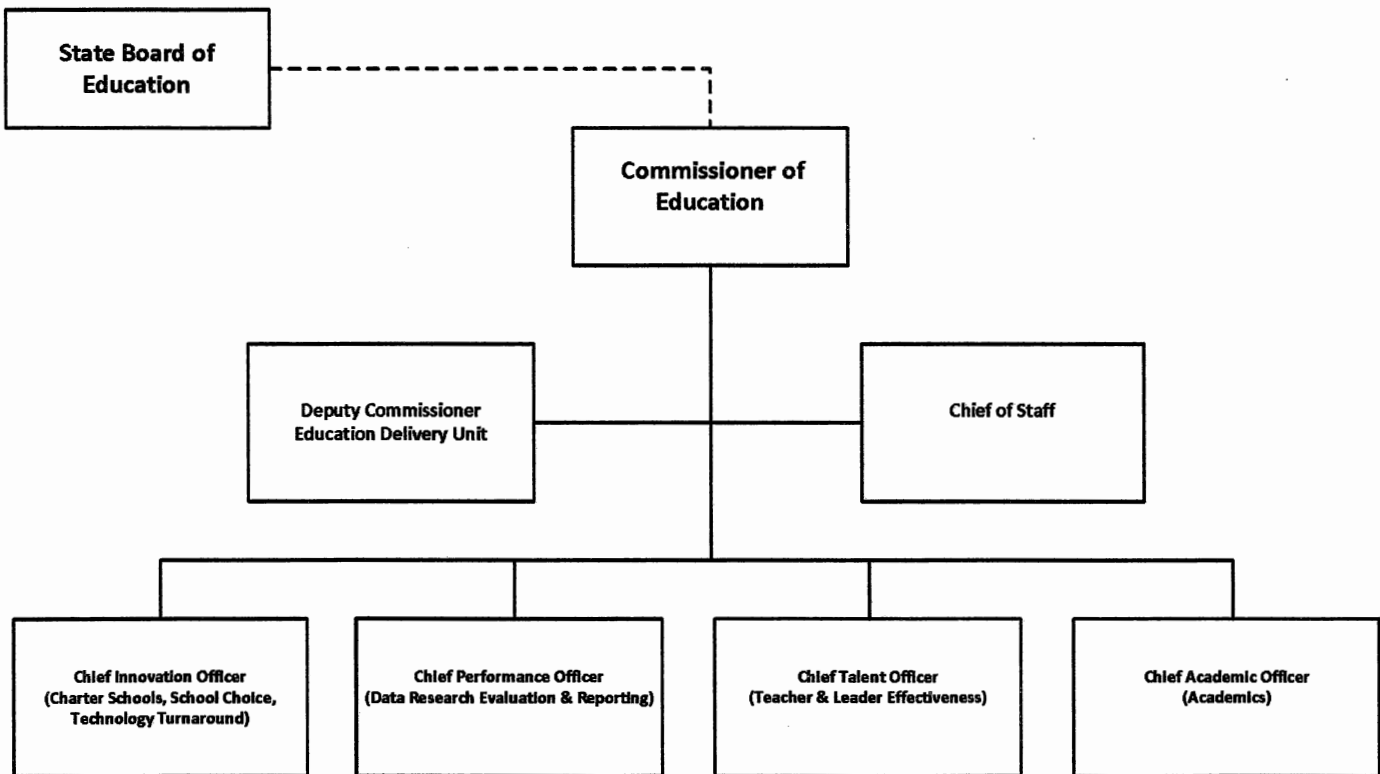 State Board of
Education
Commissioner of
Education
Deputy Commissioner
Education Delivery Unit
Chief of Staff
Chief Innovation Officer
(Charter Schools, School Choice,
Technology Turnaround)
Chief Performance Officer
(Data Research Evaluation & Reporting)
Chief Talent Officer
(Teacher & Leader Effectiveness)
Chief Academic Officer
(Academics)